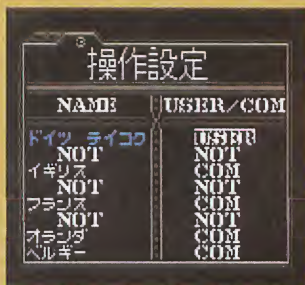 操作設定
NAME USER/COM
ドイツ テイコク USER
NOT NOT
イギリス COM
NOT NOT
フランス COM
NOT NOT
オランダ COM
ベルギー COM